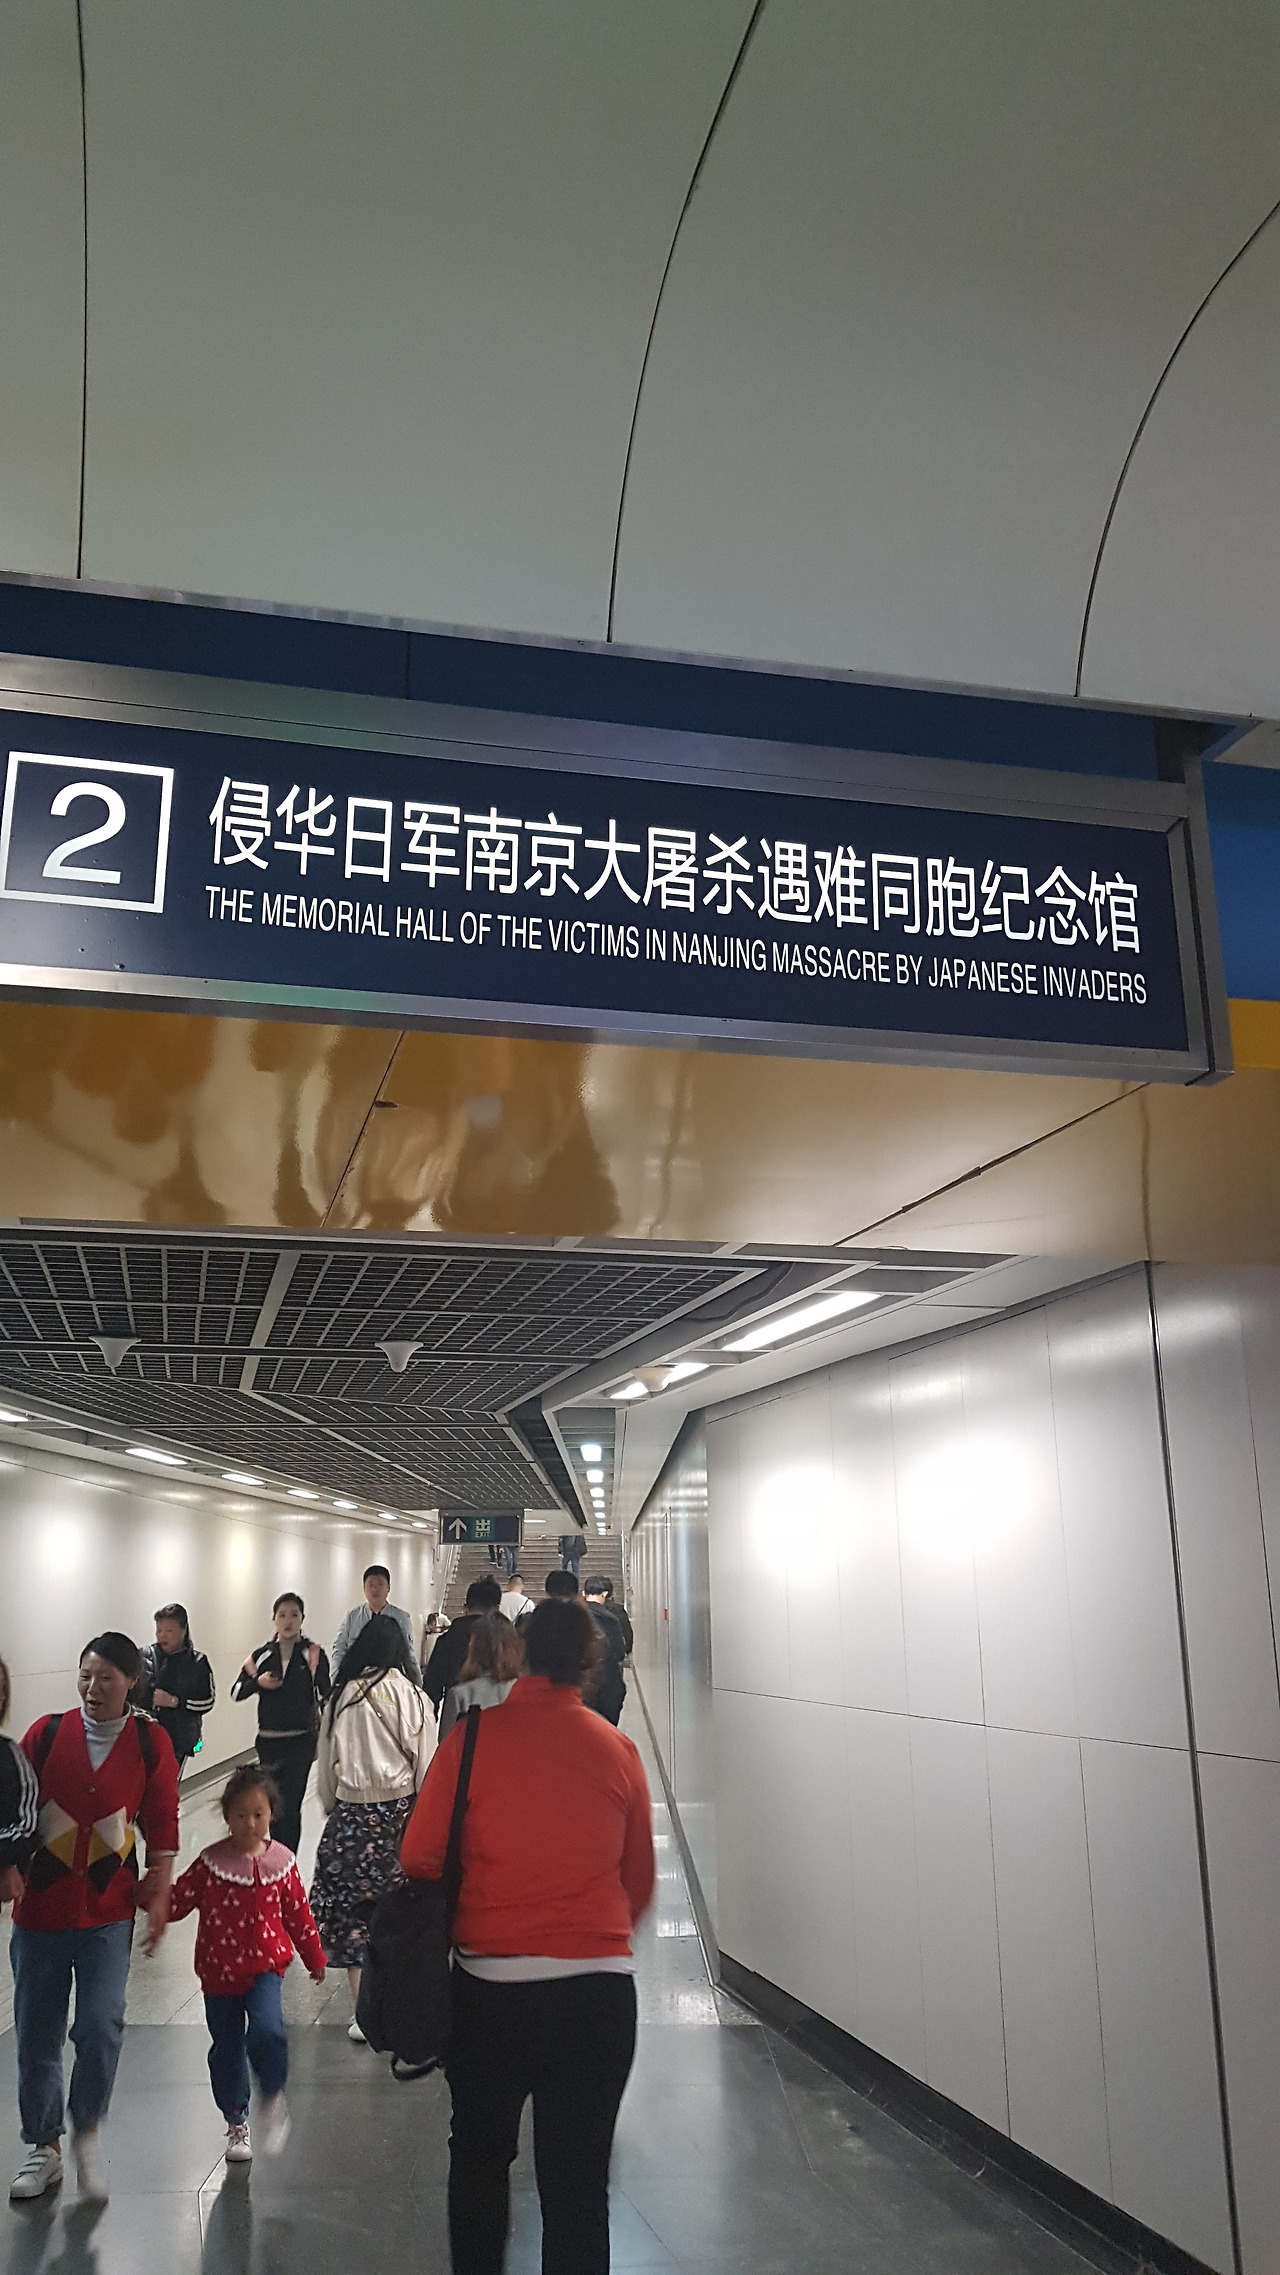 2
侵华日军南京大屠杀遇难同胞纪念馆
THE MEMORIAL HALL OF THE VICTIMS IN NANJING MASSACRE BY JAPANESE INVADERS
出
EXIT